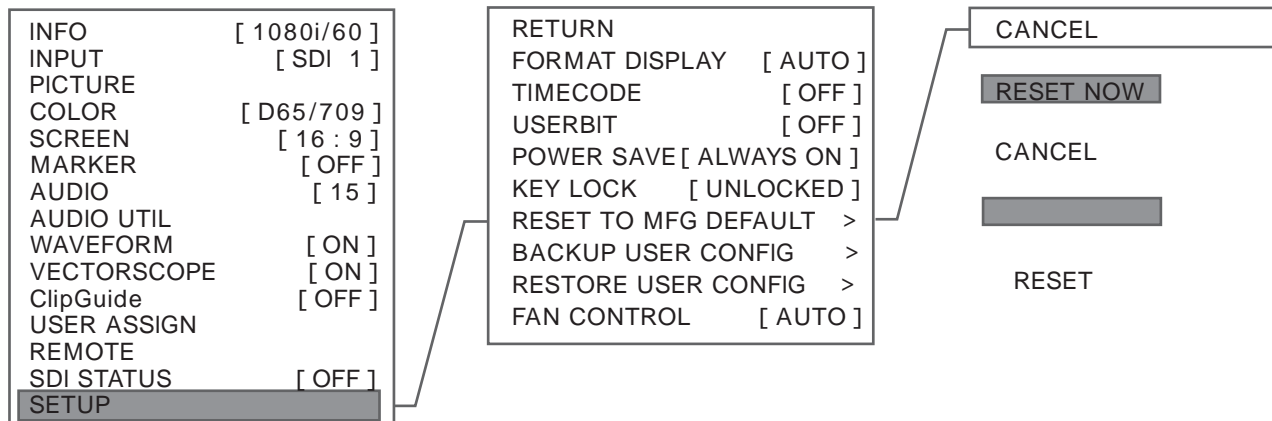 INFO [ 1080i/60 ]
INPUT [ SDI 1 ]
PICTURE
COLOR [ D65/709 ]
SCREEN [ 16 : 9 ]
MARKER [ OFF ]
AUDIO [ 15 ]
AUDIO UTIL
WAVEFORM [ ON ]
VECTORSCOPE [ ON ]
ClipGuide [ OFF ]
USER ASSIGN
REMOTE
SDI STATUS [ OFF ]
SETUP
RETURN
FORMAT DISPLAY [ AUTO ]
TIMECODE [ OFF ]
USERBIT [ OFF ]
POWER SAVE [ ALWAYS ON ]
KEY LOCK [ UNLOCKED ]
RESET TO MFG DEFAULT >
BACKUP USER CONFIG >
RESTORE USER CONFIG >
FAN CONTROL [ AUTO ]
CANCEL
RESET NOW
CANCEL
RESET